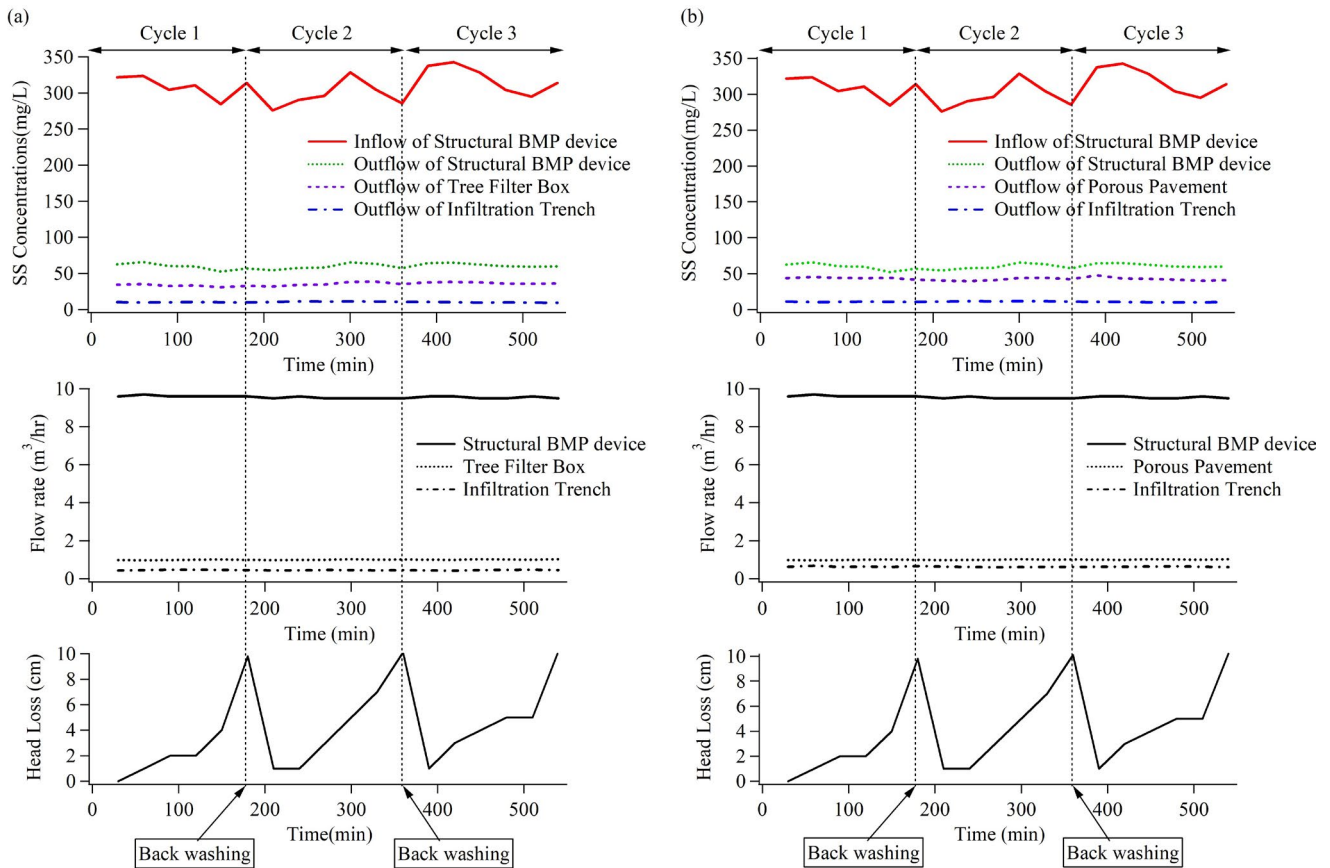 (a)
Cycle 1
Cycle 2
Cycle 3
350
300
250
200
150
100
50
0
SS Concentrations(mg/L)
Inflow of Structural BMP device
Outflow of Structural BMP device
Outflow of Tree Filter Box
Outflow of Infiltration Trench
0
100
200
300
400
500
Time (min)
10
8
6
4
2
0
Flow rate (m³/hr)
Structural BMP device
Tree Filter Box
Infiltration Trench
0
100
200
300
400
500
Time (min)
10
8
6
4
2
0
Head Loss (cm)
0
100
200
300
400
500
Time(min)
Back washing
Back washing
(b)
Cycle 1
Cycle 2
Cycle 3
350
300
250
200
150
100
50
0
SS Concentration(mg/L)
Inflow of Structural BMP device
Outflow of Structural BMP device
Outflow of Porous Pavement
Outflow of Infiltration Trench
0
100
200
300
400
500
Time (min)
10
8
6
4
2
0
Flow rate (m³/hr)
Structural BMP device
Porous Pavement
Infiltration Trench
0
100
200
300
400
500
Time (min)
10
8
6
4
2
0
Head Loss (cm)
0
100
200
300
400
500
Time (min)
Back washing
Back washing